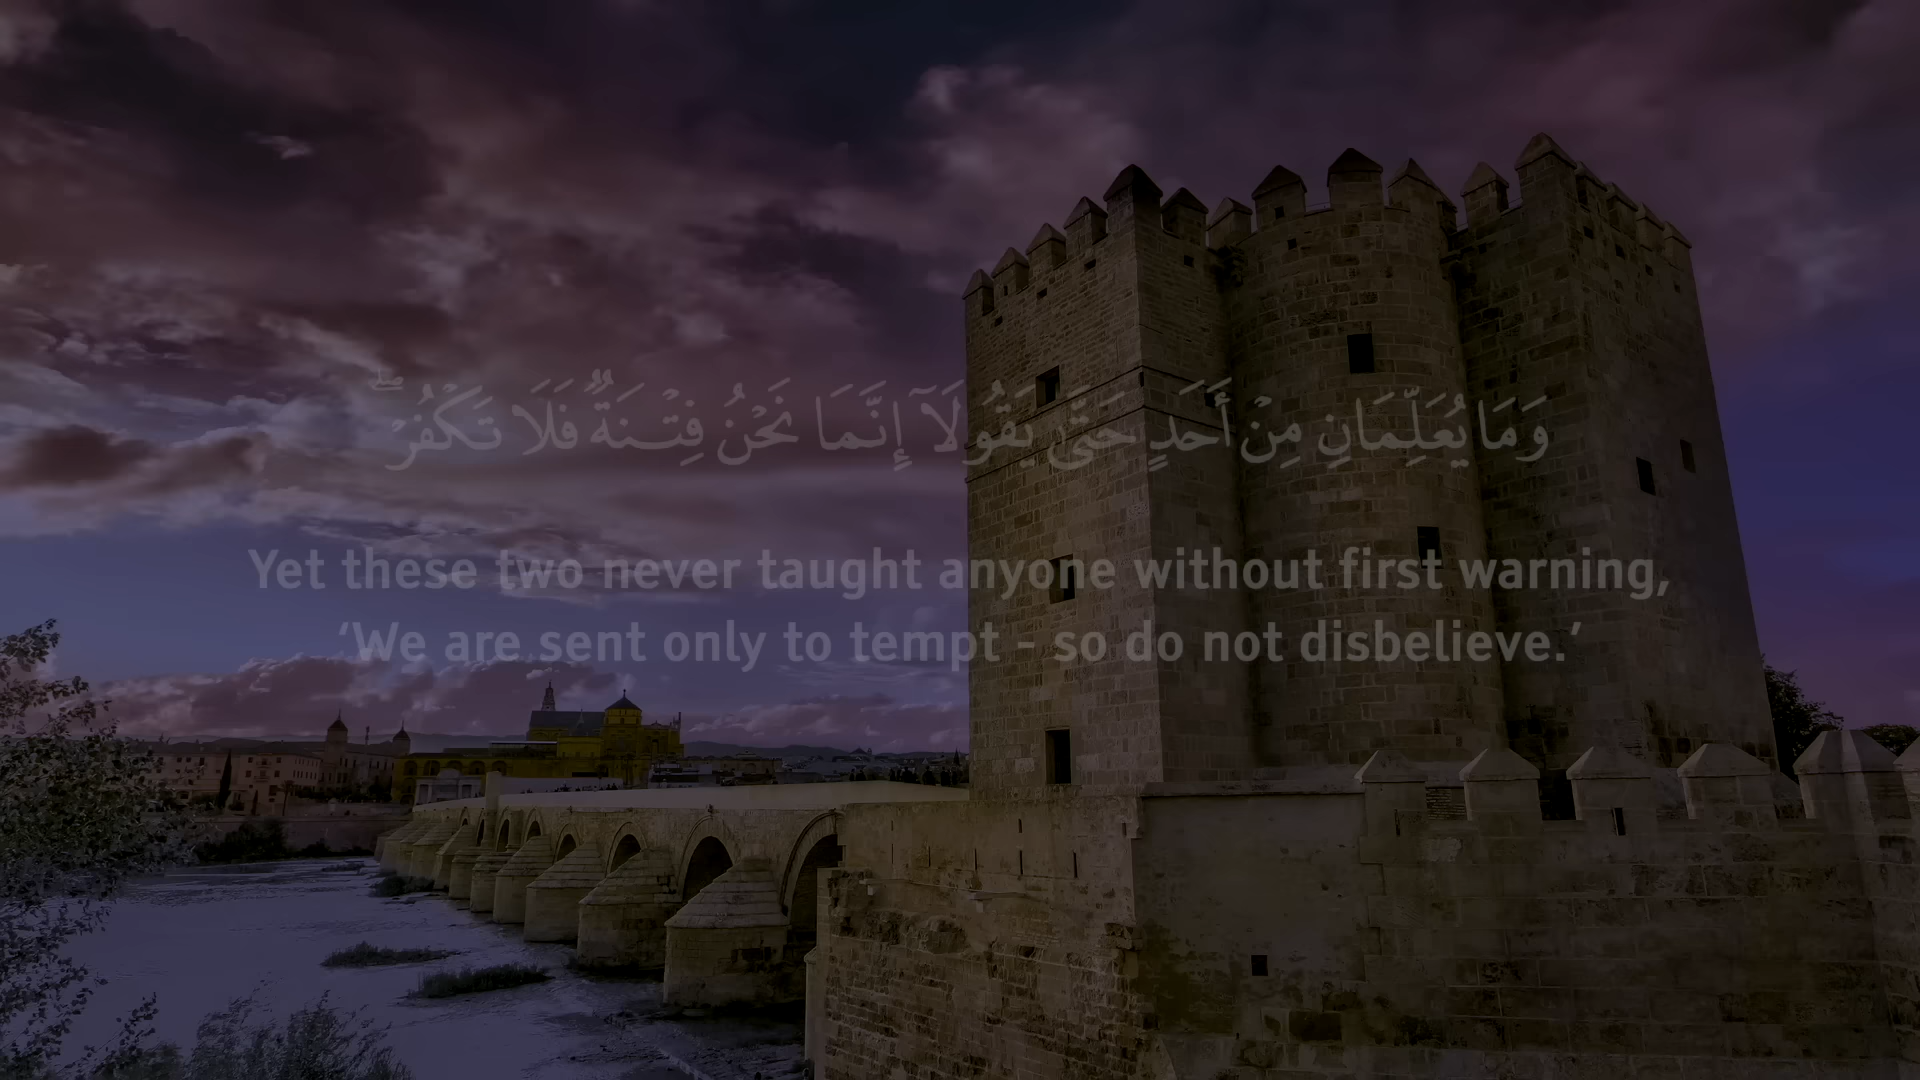 وَمَا يُعَلِّمَانِ مِنْ أَحَدٍ حَتَّىٰ يَقُولَآ إِنَّمَا نَحْنُ فِتْنَةٌ فَلَا تَكْفُرْ ۖ
Yet these two never taught anyone without first warning,
‘We are sent only to tempt - so do not disbelieve.’